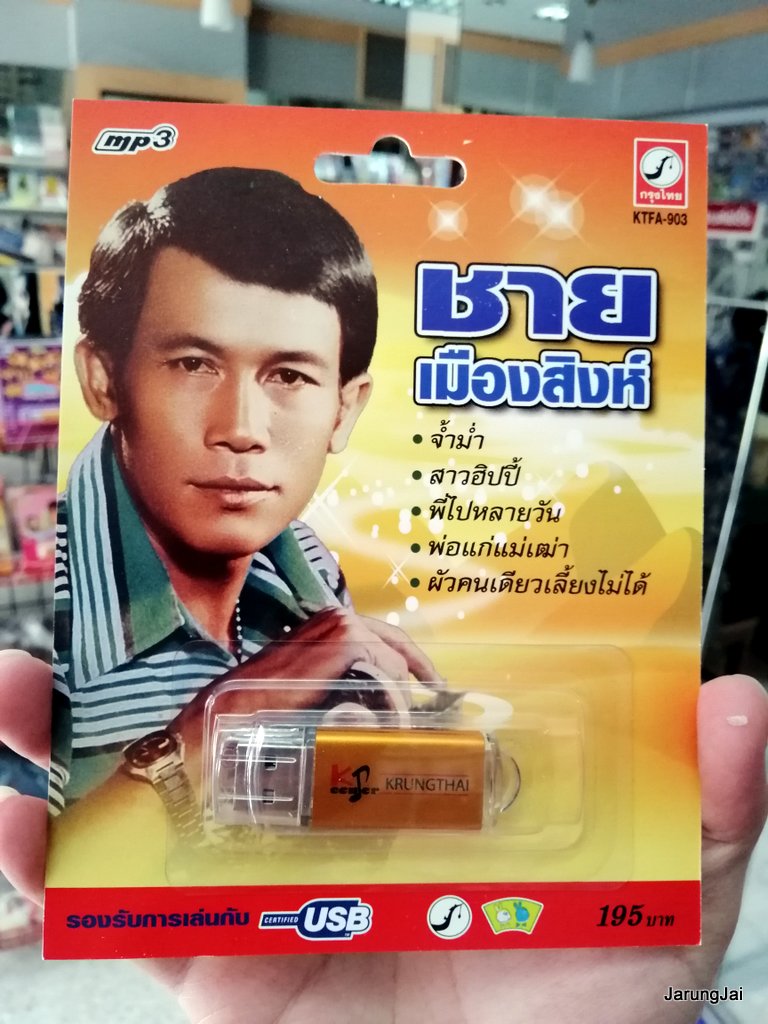 mp3
กรุงไทย
KTFA-903
ชาย
เมืองสิงห์
• จ้ำม่ำ
• สาวฮิปปี้
• พี่ไปหลายวัน
• พ่อแก่แม่เฒ่า
• ผัวคนเดียวเลี้ยงไม่ได้
KRUNGTHAI
รองรับการเล่นกับ CERTIFIED USB 195 บาท
JarungJai